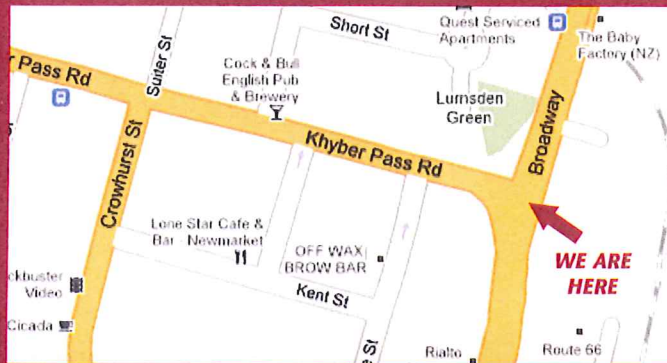 Short St
Quest Serviced
Apartments
The Baby
Factory (NZ)
Suiter St
r Pass Rd
Cock & Bull
English Pub
& Brewery
Lumsden
Green
Broadway
Khyber Pass Rd
Crowhurst St
Lone Star Cafe &
Bar - Newmarket
OFF WAX|
BROW BAR
WE ARE
HERE
ckbuster
Video
Kent St
Cicada
e St
Rialto
Route 66